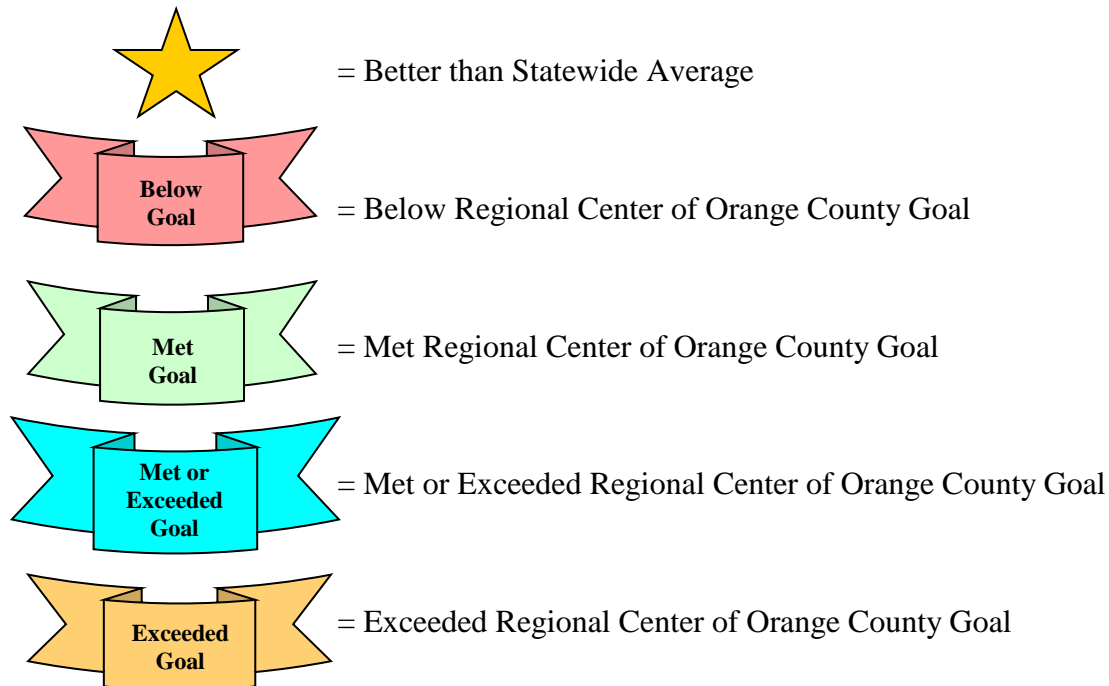 = Better than Statewide Average
Below
Goal
= Below Regional Center of Orange County Goal
Met
Goal
= Met Regional Center of Orange County Goal
Met or
Exceeded
Goal
= Met or Exceeded Regional Center of Orange County Goal
Exceeded
Goal
= Exceeded Regional Center of Orange County Goal